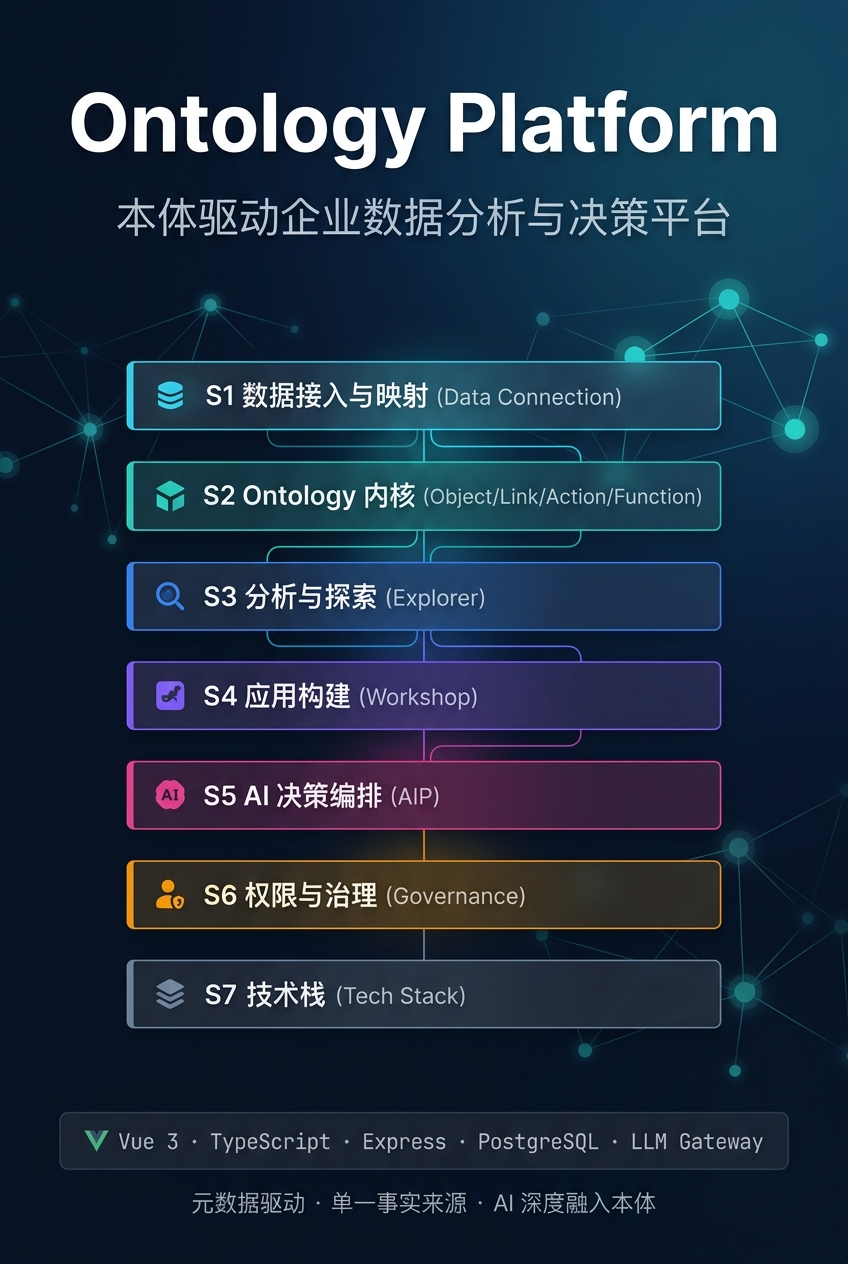 Ontology Platform
本体驱动企业数据分析与决策平台
S1 数据接入与映射 (Data Connection)
S2 Ontology 内核 (Object/Link/Action/Function)
S3 分析与探索 (Explorer)
S4 应用构建 (Workshop)
AI S5 AI 决策编排 (AIP)
S6 权限与治理 (Governance)
S7 技术栈 (Tech Stack)
Vue 3 · TypeScript · Express · PostgreSQL · LLM Gateway
元数据驱动 · 单一事实来源 · AI 深度融入本体